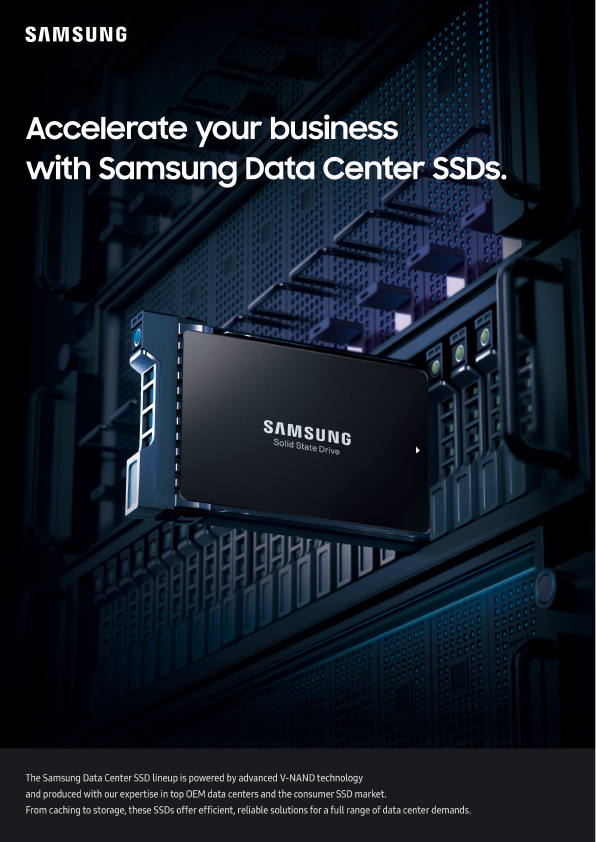 SAMSUNG
Accelerate your business
with Samsung Data Center SSDs.
SAMSUNG
Solid State Drive
The Samsung Data Center SSD lineup is powered by advanced V-NAND technology
and produced with our expertise in top OEM data centers and the consumer SSD market.
From caching to storage, these SSDs offer efficient, reliable solutions for a full range of data center demands.